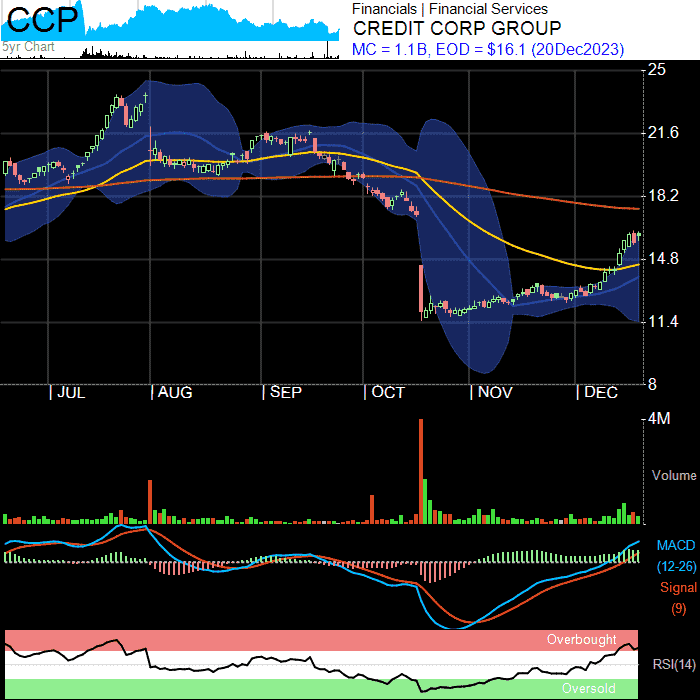 CCP
5yr Chart
Financials | Financial Services
CREDIT CORP GROUP
MC = 1.1B, EOD = $16.1 (20Dec2023)
25
21.6
18.2
14.8
11.4
8
| JUL | AUG | SEP | OCT | NOV | DEC
4M
Volume
MACD
(12-26)
Signal
(9)
Overbought
RSI(14)
Oversold